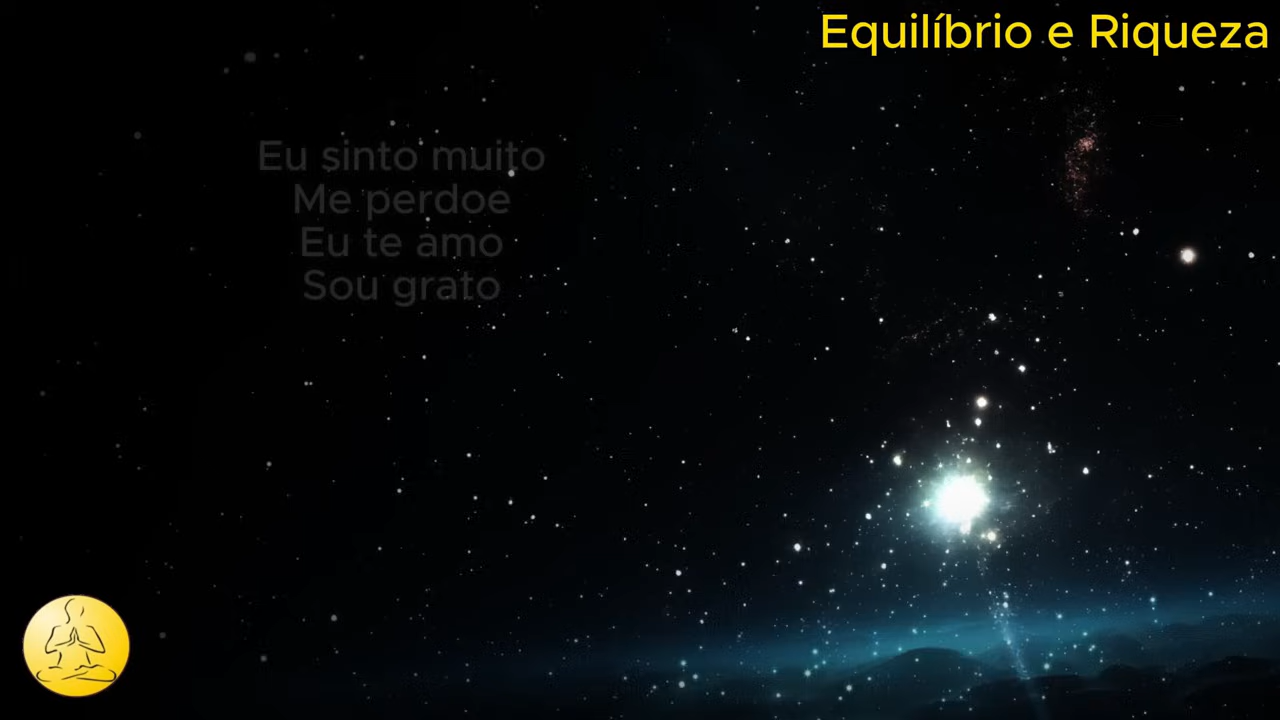 Equilíbrio e Riqueza
Eu sinto muito
Me perdoe
Eu te amo
Sou grato